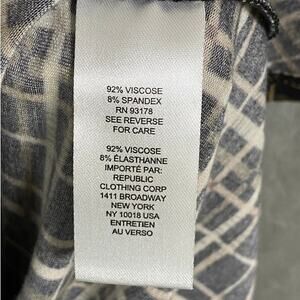 92% VISCOSE
8% SPANDEX
RN 93178
SEE REVERSE
FOR CARE
92% VISCOSE
8% ÉLASTHANNE
IMPORTÉ PAR:
REPUBLIC
CLOTHING CORP
1411 BROADWAY
NEW YORK
NY 10018 USA
ENTRETIEN
AU VERSO